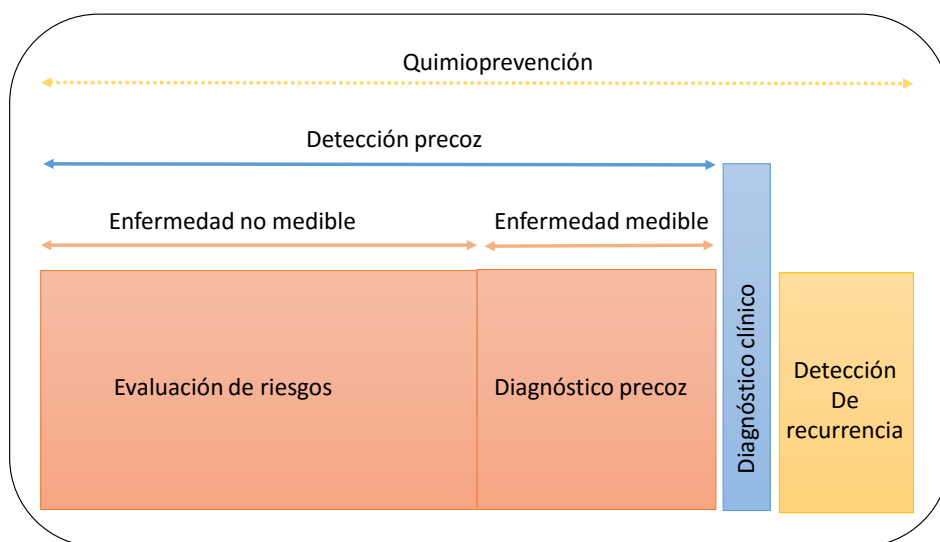 Quimioprevención
Detección precoz
Enfermedad no medible
Enfermedad medible
Evaluación de riesgos
Diagnóstico precoz
Diagnóstico clínico
Detección
De
recurrencia